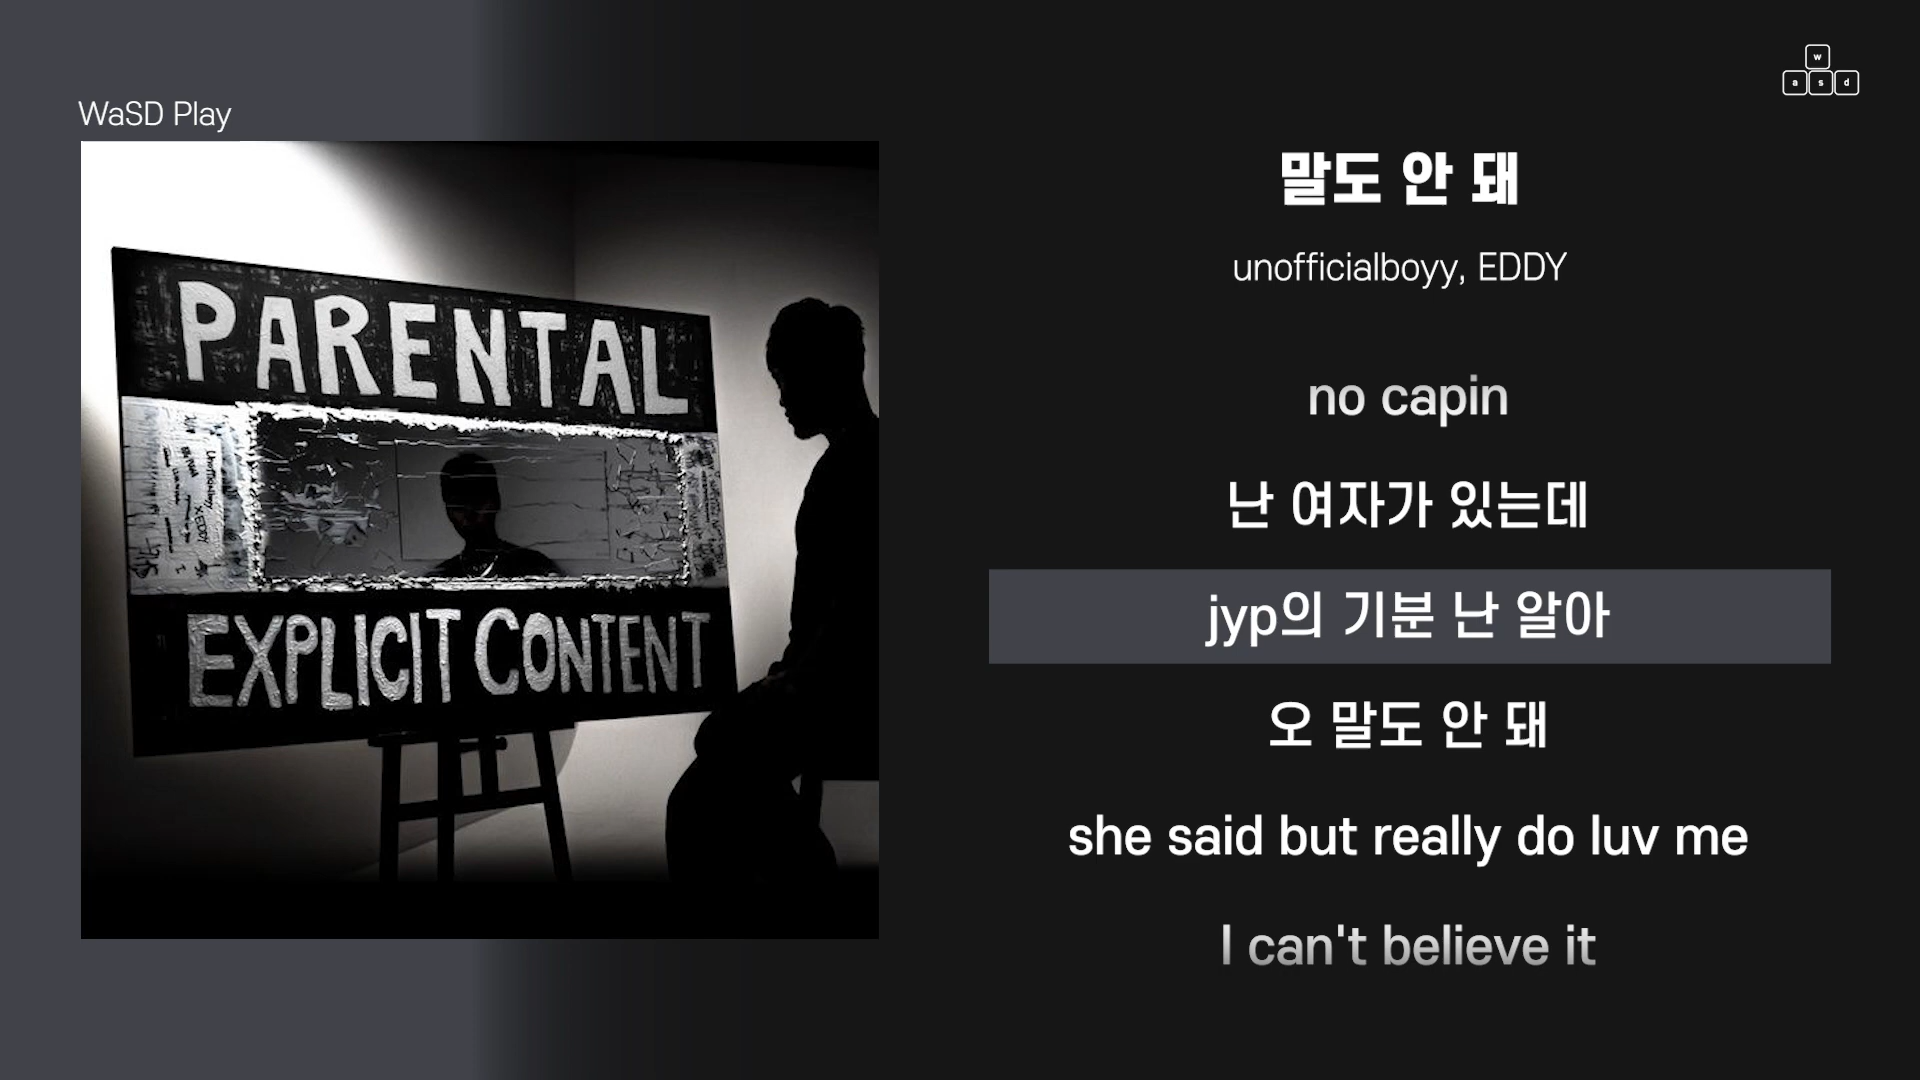 WaSD Play
w
a s d
말도 안 돼
unofficialboyy, EDDY
PARENTAL
EXPLICIT CONTENT
no capin
난 여자가 있는데
jyp의 기분 난 알아
오 말도 안 돼
she said but really do luv me
I can't believe it